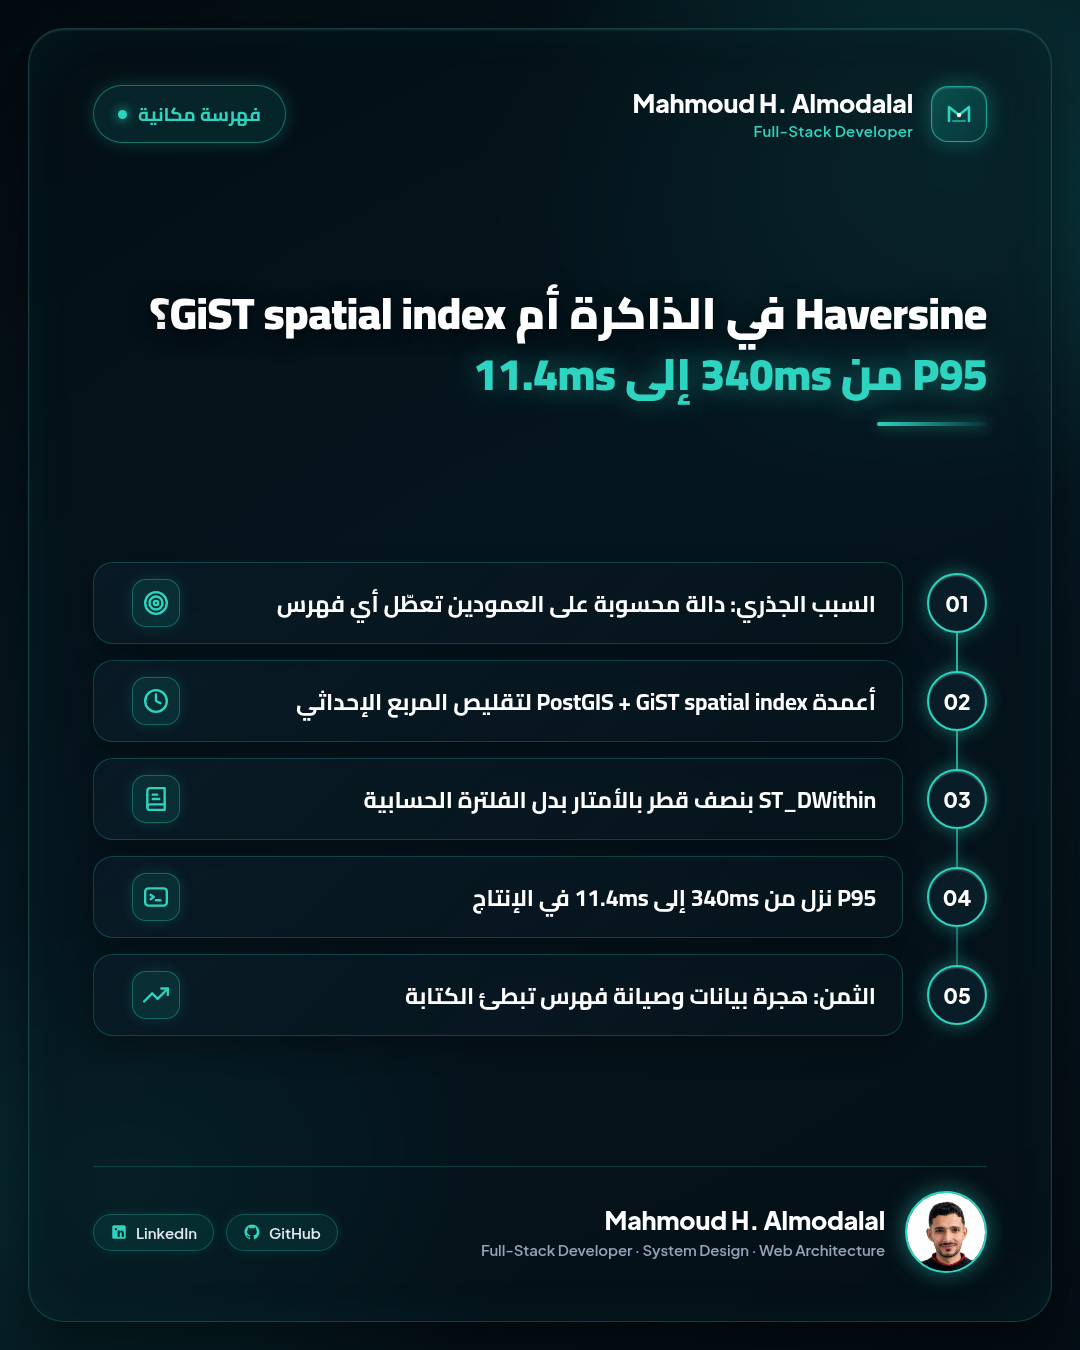 Mahmoud H. Almodalal
Full-Stack Developer
فهرسة مكانية
Haversine في الذاكرة أم GiST spatial index؟
P95 من 340ms إلى 11.4ms
01
السبب الجذري: دالة محسوبة على العمودين تعطّل أي فهرس
02
أعمدة PostGIS + GiST spatial index لتقليص المربع الإحداثي
03
ST_DWithin بنصف قطر بالأمتار بدل الفلترة الحسابية
04
P95 نزل من 340ms إلى 11.4ms في الإنتاج
05
الثمن: هجرة بيانات وصيانة فهرس تبطئ الكتابة
Mahmoud H. Almodalal
Full-Stack Developer · System Design · Web Architecture
GitHub
LinkedIn